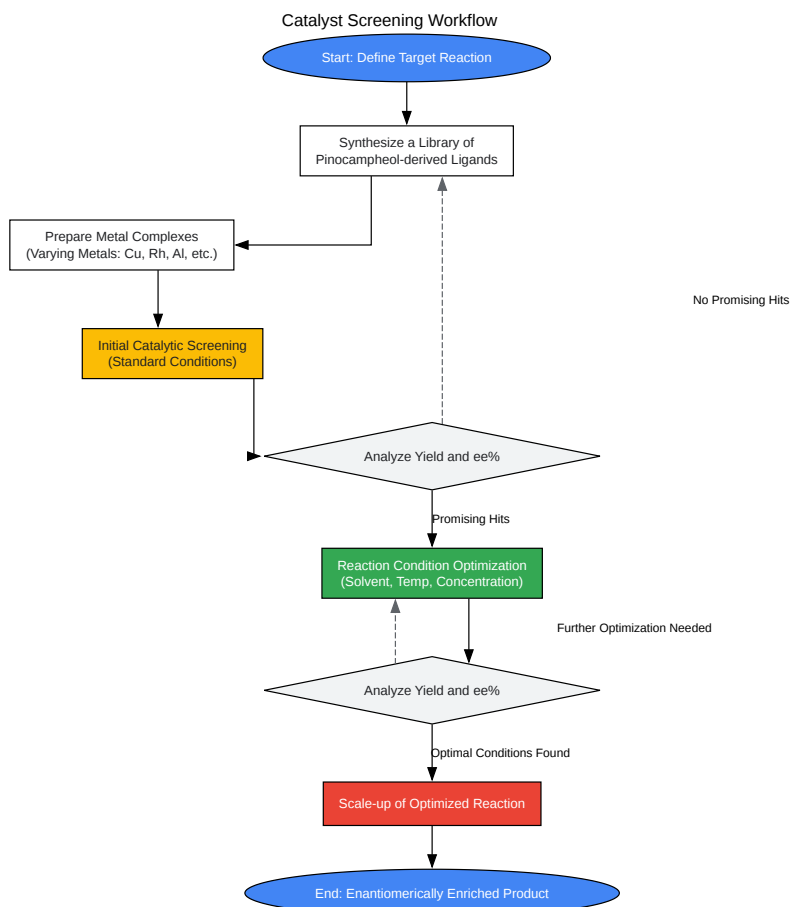 Catalyst Screening Workflow
Start: Define Target Reaction
Synthesize a Library of
Pinocampheol-derived Ligands
Prepare Metal Complexes
(Varying Metals: Cu, Rh, Al, etc.)
No Promising Hits
Initial Catalytic Screening
(Standard Conditions)
Analyze Yield and ee%
Promising Hits
Reaction Condition Optimization
(Solvent, Temp, Concentration)
Further Optimization Needed
Analyze Yield and ee%
Optimal Conditions Found
Scale-up of Optimized Reaction
End: Enantiomerically Enriched Product